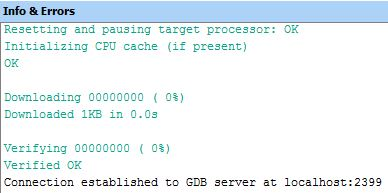 Info & Errors
Resetting and pausing target processor: OK
Initializing CPU cache (if present)
OK
Downloading 00000000 ( 0%)
Downloaded 1KB in 0.0s
Verifying 00000000 ( 0%)
Verified OK
Connection established to GDB server at localhost:2399